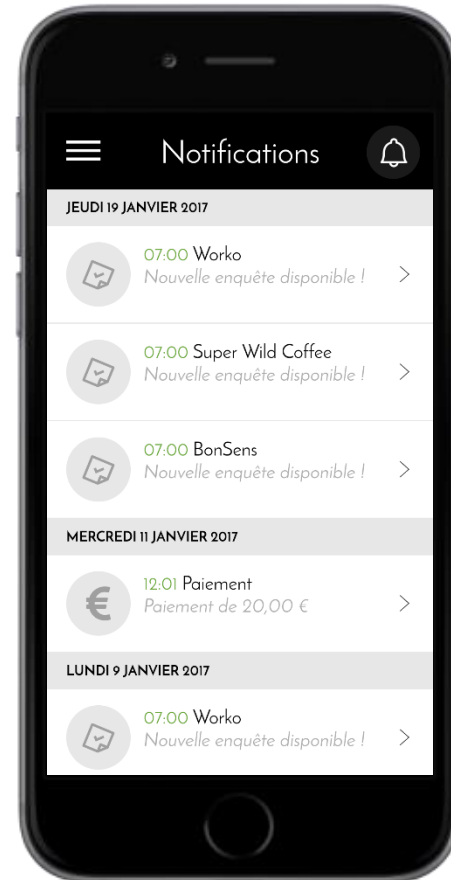 Notifications
JEUDI 19 JANVIER 2017
07:00 Worko
Nouvelle enquête disponible !
07:00 Super Wild Coffee
Nouvelle enquête disponible !
07:00 BonSens
Nouvelle enquête disponible !
MERCREDI 11 JANVIER 2017
€
12:01 Paiement
Paiement de 20,00 €
LUNDI 9 JANVIER 2017
07:00 Worko
Nouvelle enquête disponible !